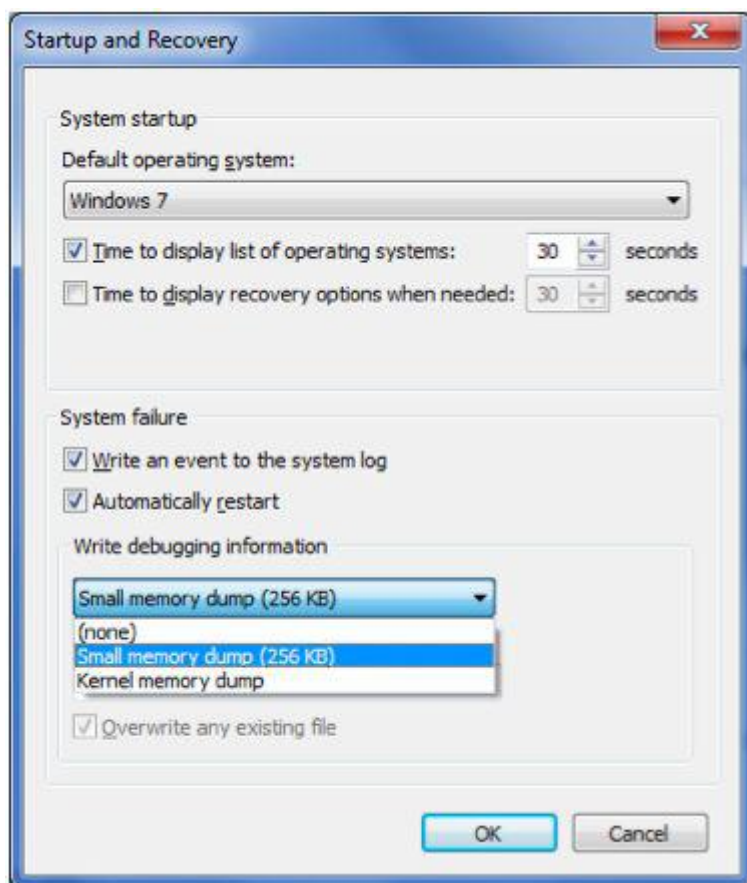 Startup and Recovery
System startup
Default operating system:
Windows 7
Time to display list of operating systems: 30 seconds
Time to display recovery options when needed: 30 seconds
System failure
Write an event to the system log
Automatically restart
Write debugging information
Small memory dump (256 KB)
(none)
Small memory dump (256 KB)
Kernel memory dump
Overwrite any existing file
OK Cancel